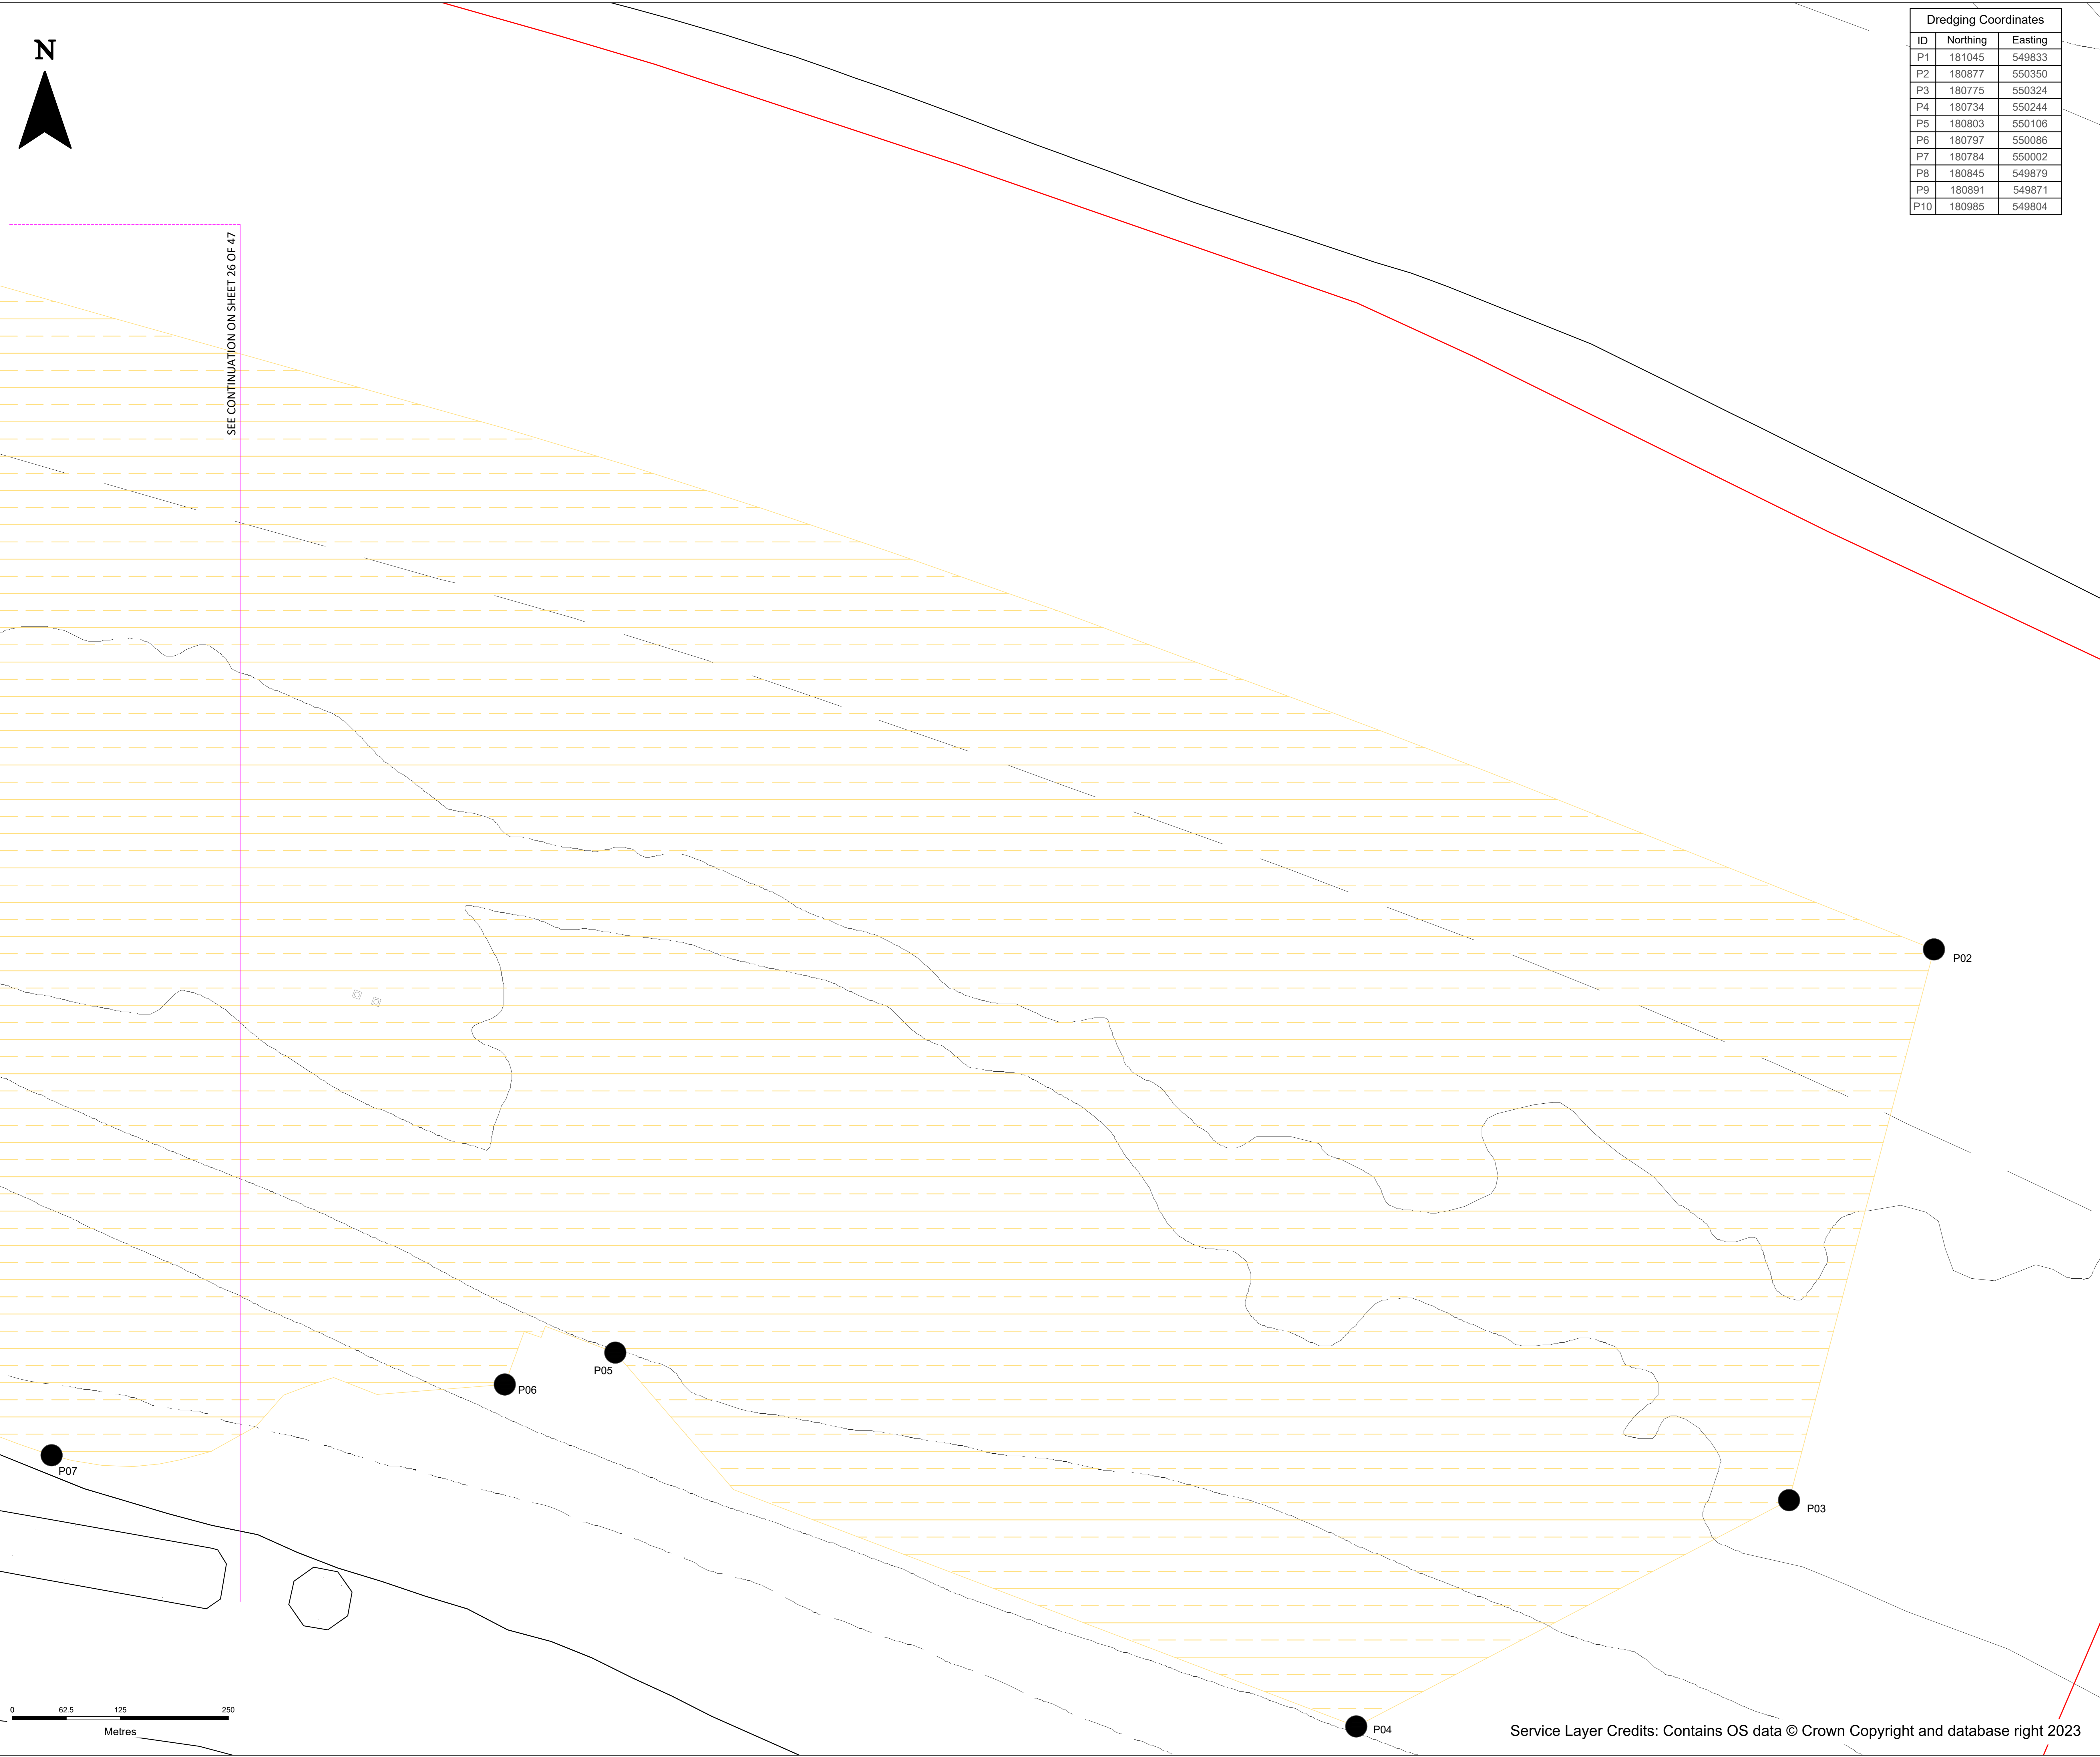 N
Dredging Coordinates
ID Northing Easting
P1 181045 549833
P2 180877 550350
P3 180775 550324
P4 180734 550244
P5 180803 550106
P6 180797 550086
P7 180784 550002
P8 180845 549879
P9 180891 549871
P10 180985 549804
SEE CONTINUATION ON SHEET 26 OF 47
P02
P05
P06
P07
P03
P04
0 62.5 125 250
Metres
Service Layer Credits: Contains OS data © Crown Copyright and database right 2023